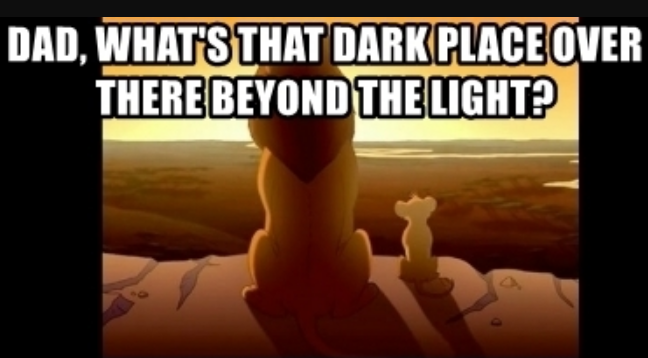 DAD, WHAT'S THAT DARK PLACE OVER
THERE BEYOND THE LIGHT?